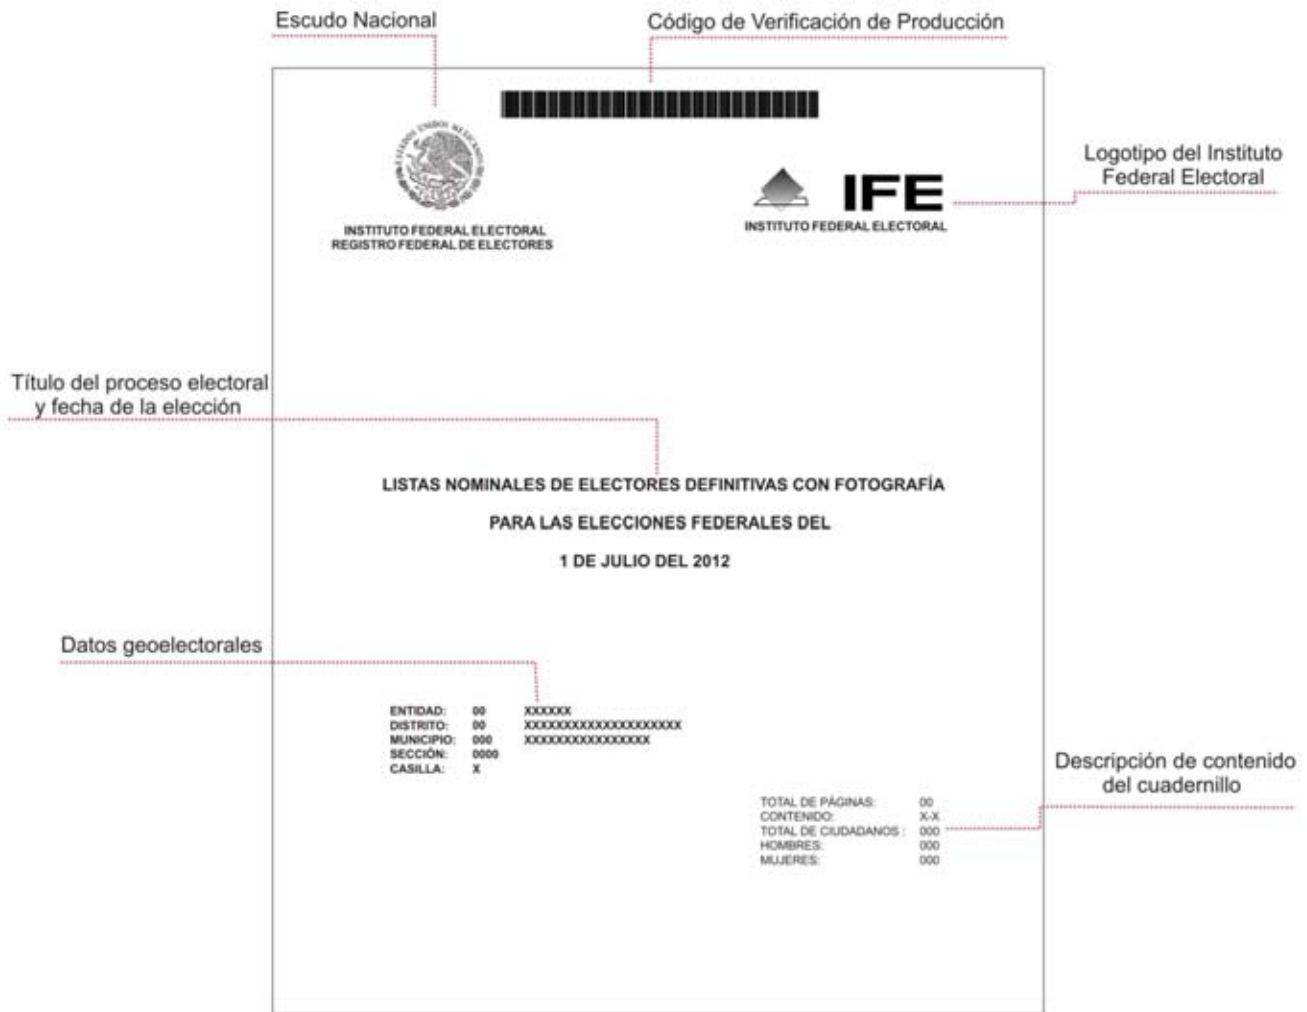 Escudo Nacional
Código de Verificación de Producción
ESTADOS UNIDOS MEXICANOS
Logotipo del Instituto
Federal Electoral
IFE
INSTITUTO FEDERAL ELECTORAL
INSTITUTO FEDERAL ELECTORAL
REGISTRO FEDERAL DE ELECTORES
Título del proceso electoral
y fecha de la elección
LISTAS NOMINALES DE ELECTORES DEFINITIVAS CON FOTOGRAFÍA
PARA LAS ELECCIONES FEDERALES DEL
1 DE JULIO DEL 2012
Datos geoelectorales
ENTIDAD: 00 XXXXXX
DISTRITO: 00 XXXXXXXXXXXXXXXXXXXX
MUNICIPIO: 000 XXXXXXXXXXXXXXXX
SECCIÓN: 0000
CASILLA: X
Descripción de contenido
del cuadernillo
TOTAL DE PÁGINAS: 00
CONTENIDO: X-X
TOTAL DE CIUDADANOS : 000
HOMBRES: 000
MUJERES: 000